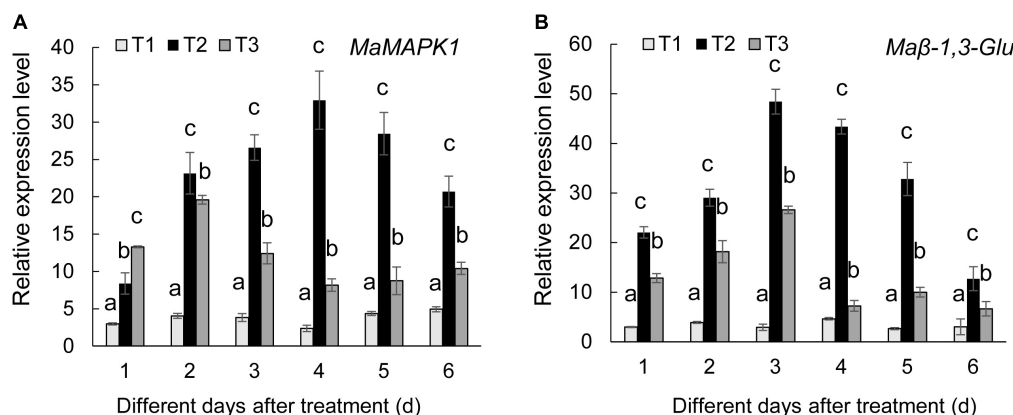 A
T1 T2 T3
MaMAPK1
Relative expression level
40
35
30
25
20
15
10
5
0
a b c
a c b
a c b
a c b
a c b
a c b
1 2 3 4 5 6
Different days after treatment (d)
B
T1 T2 T3
Maβ-1,3-Glu
Relative expression level
60
50
40
30
20
10
0
a c b
a c b
a c b
a c b
a c b
a c b
1 2 3 4 5 6
Different days after treatment (d)